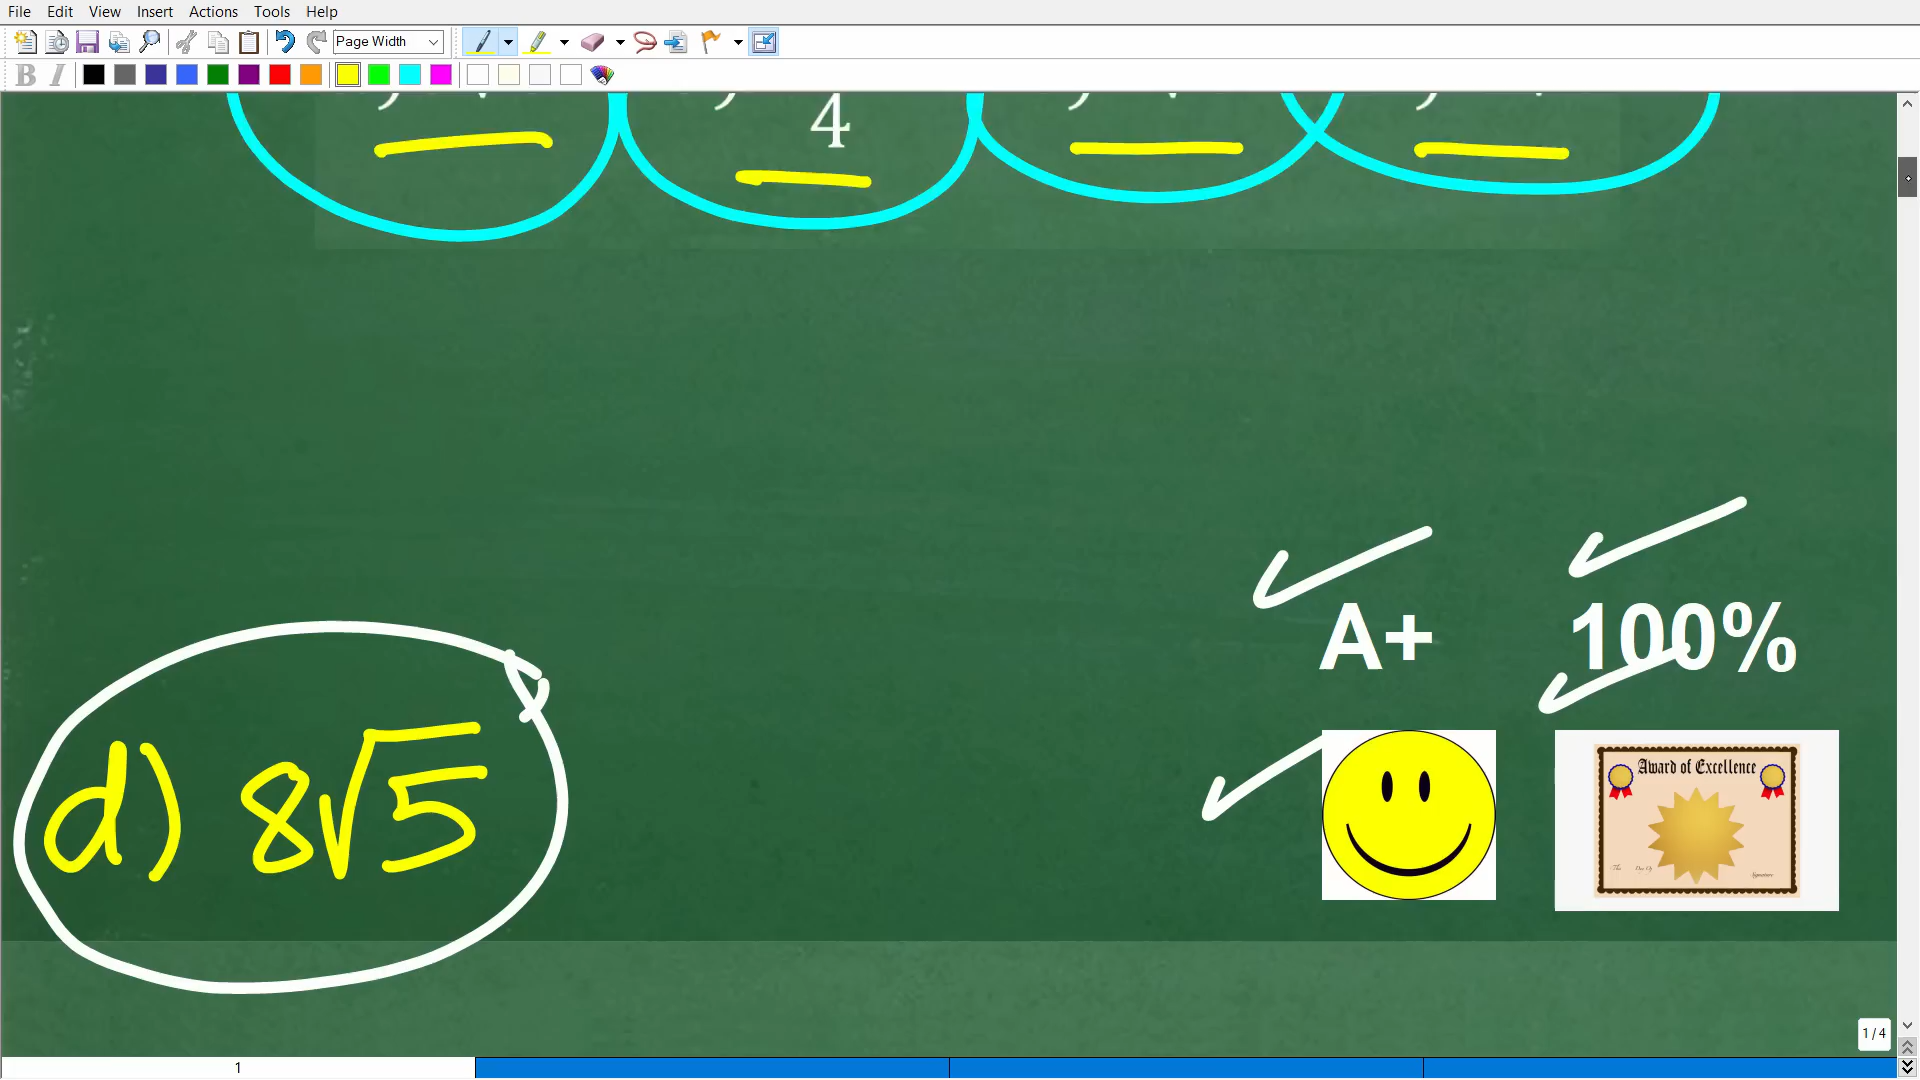 File Edit View Insert Actions Tools Help
Page Width
B I
4
A+ 100%
d) 8√5
Award of Excellence
1 / 4
1